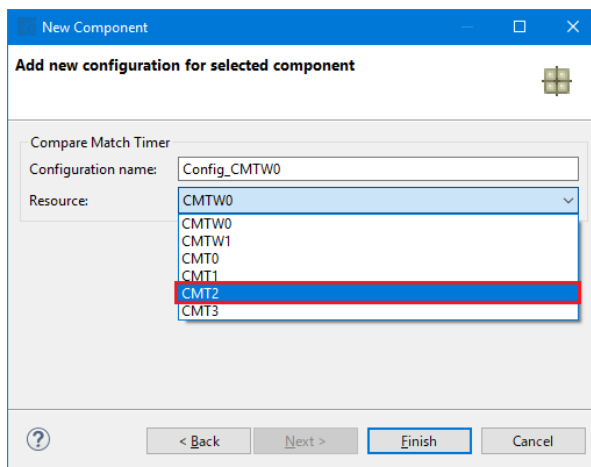 New Component
Add new configuration for selected component
Compare Match Timer
Configuration name: Config_CMTW0
Resource: CMTW0
CMTW0
CMTW1
CMT0
CMT1
CMT2
CMT3
?
< Back Next > Finish Cancel